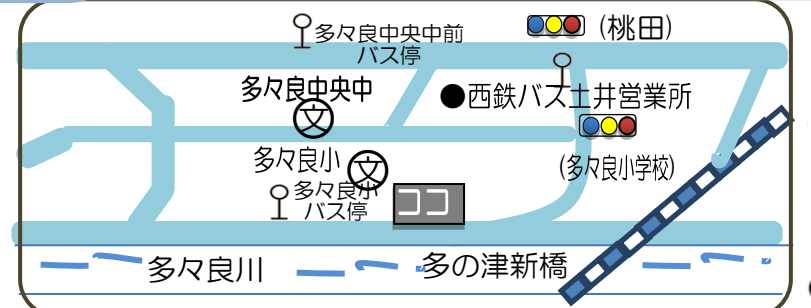 多々良中央中前
バス停
(桃田)
多々良中央中
文
●西鉄バス土井営業所
多々良小
文
(多々良小学校)
多々良小
バス停
ココ
多々良川
多の津新橋